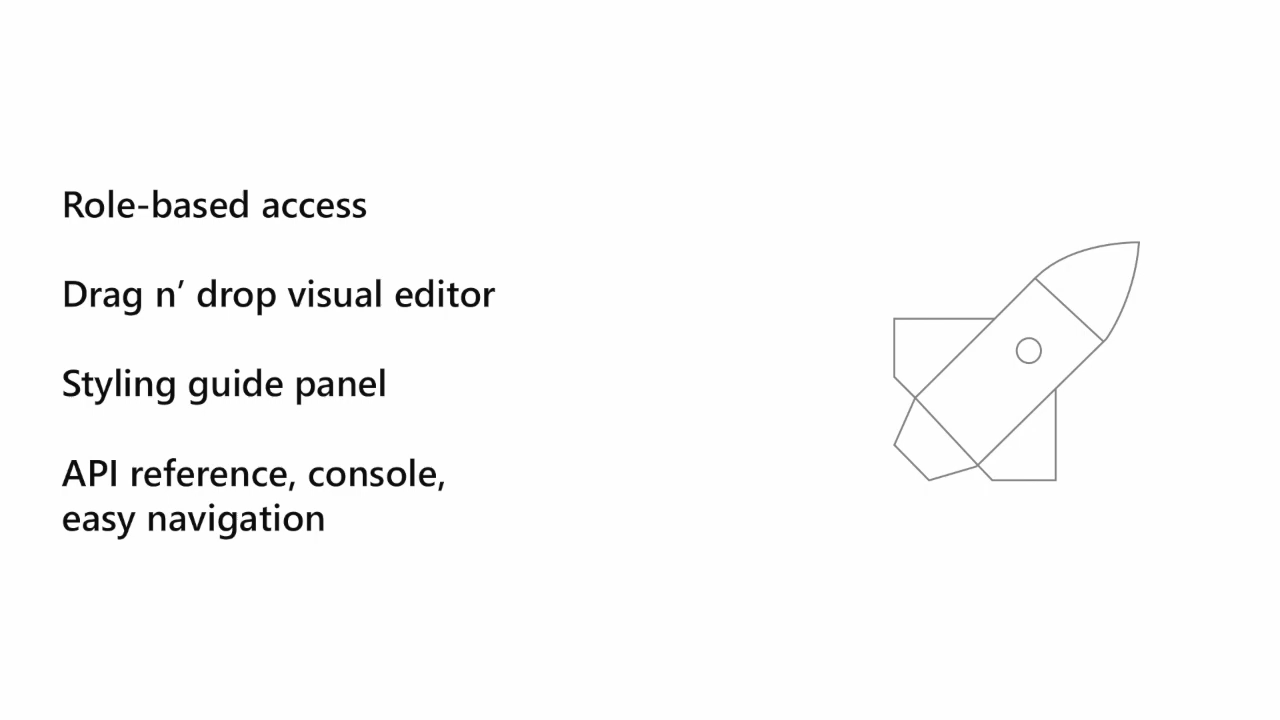 Role-based access
Drag n’ drop visual editor
Styling guide panel
API reference, console,
easy navigation